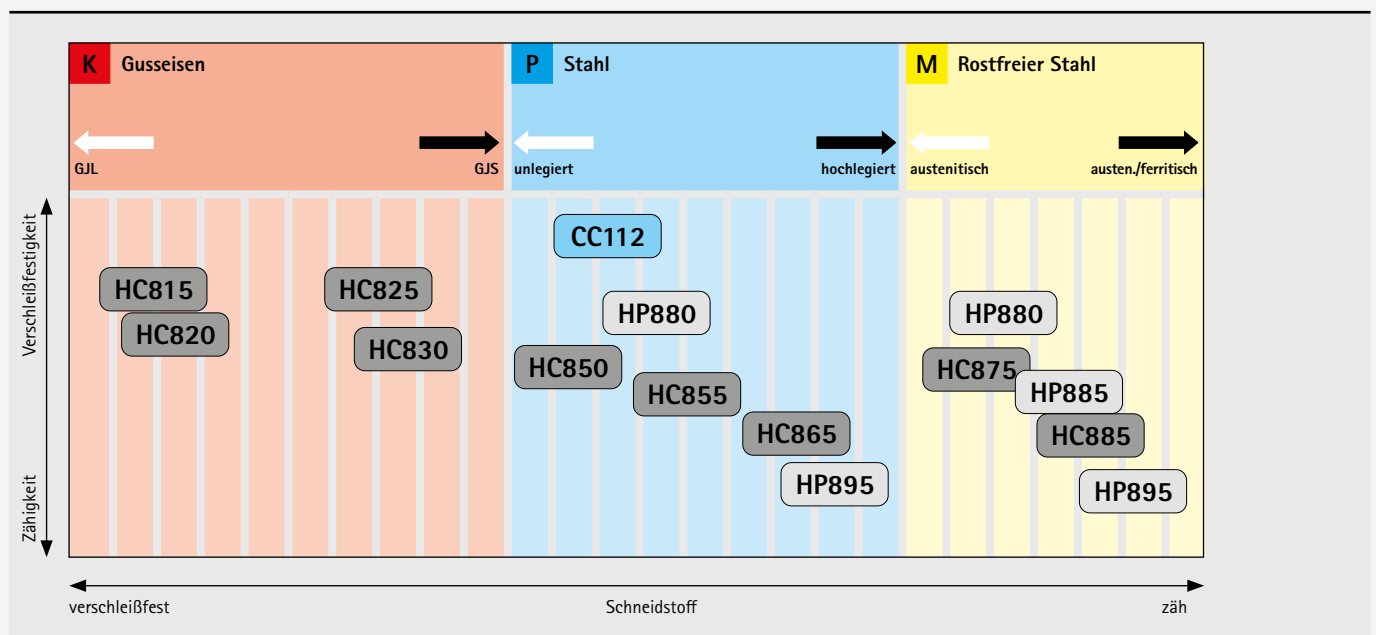 K Gusseisen
P Stahl
M Rostfreier Stahl
GJL
GJS
unlegiert
hochlegiert
austenitisch
austen./ferritisch
Verschleißfestigkeit
Zähigkeit
CC112
HC815
HC825
HP880
HP880
HC820
HC830
HC850
HC875
HC855
HP885
HC865
HC885
HP895
HP895
verschleißfest
Schneidstoff
zäh